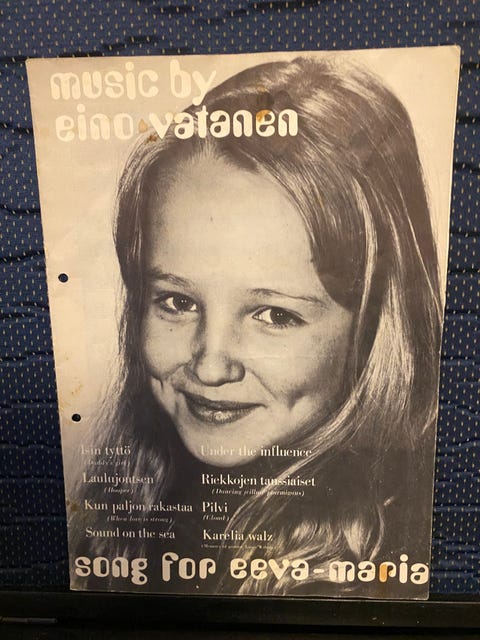 music by
eino vatanen
Isin tyttö
(Daddy's girl)
Laulujoutsen
(Hooper)
Kun paljon rakastaa
(When love is strong)
Sound on the sea
Under the influence
Riekkojen tanssiaiset
(Dancing willow ptarmigans)
Pilvi
(Cloud)
Karelia walz
song for eeva-maria